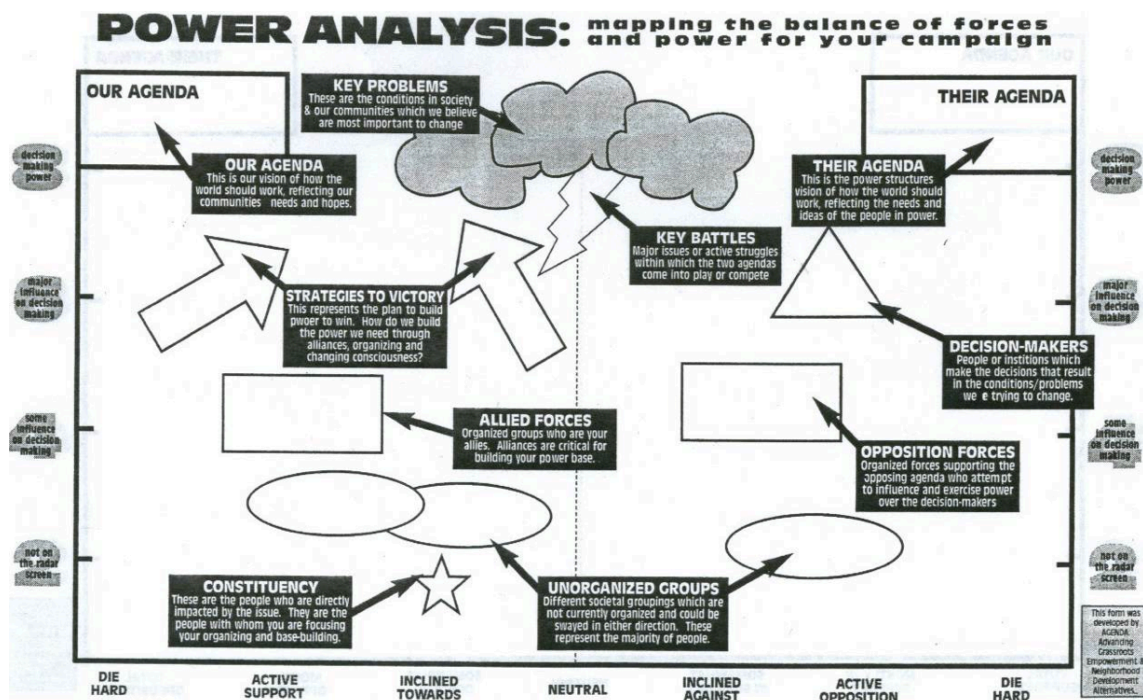 POWER ANALYSIS: mapping the balance of forces
and power for your campaign
OUR AGENDA
KEY PROBLEMS
These are the conditions in society
& our communities which we believe
are most important to change
THEIR AGENDA
decision
making
power
OUR AGENDA
This is our vision of how the
world should work, reflecting our
communities needs and hopes.
THEIR AGENDA
This is the power structures
vision of how the world should
work, reflecting the needs and
ideas of the people in power.
decision
making
power
KEY BATTLES
Major issues or active struggles
within which the two agendas
come into play or compete
major
influence
on decision
making
STRATEGIES TO VICTORY
This represents the plan to build
pwoer to win. How do we build
the power we need through
alliances, organizing and
changing consciousness?
major
influence
on decision
making
DECISION-MAKERS
People or institions which
make the decisions that result
in the conditions/problems
we e trying to change.
some
influence
on decision
making
ALLIED FORCES
Organized groups who are your
allies. Alliances are critical for
building your power base.
some
influence
on decision
making
OPPOSITION FORCES
Organized forces supporting the
opposing agenda who attempt
to influence and exercise power
over the decision-makers
not on
the radar
screen
CONSTITUENCY
These are the people who are directly
impacted by the issue. They are the
people with whom you are focusing
your organizing and base-building.
UNORGANIZED GROUPS
Different societal groupings which are
not currently organized and could be
swayed in either direction. These
represent the majority of people.
not on
the radar
screen
This form was
developed by
AGENDA
Advancing
Grassroots
Empowerment &
Neighborhood
Development
Alternatives.
DIE
HARD
ACTIVE
SUPPORT
INCLINED
TOWARDS
NEUTRAL
INCLINED
AGAINST
ACTIVE
OPPOSITION
DIE
HARD